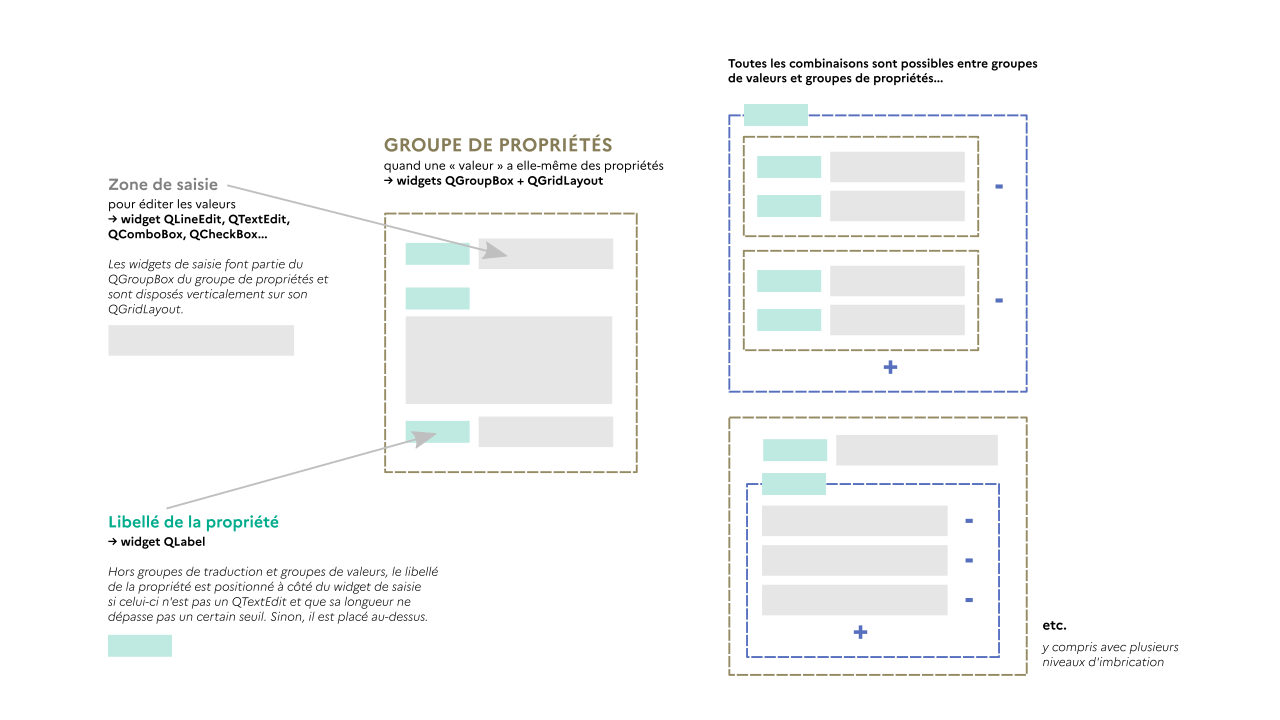 Zone de saisie
pour éditer les valeurs
→ widget QLineEdit, QTextEdit,
QComboBox, QCheckBox...
Les widgets de saisie font partie du
QGroupBox du groupe de propriétés et
sont disposés verticalement sur son
QGridLayout.
Libellé de la propriété
→ widget QLabel
Hors groupes de traduction et groupes de valeurs, le libellé
de la propriété est positionné à côté du widget de saisie
si celui-ci n'est pas un QTextEdit et que sa longueur ne
dépasse pas un certain seuil. Sinon, il est placé au-dessus.
GROUPE DE PROPRIÉTÉS
quand une « valeur » a elle-même des propriétés
→ widgets QGroupBox + QGridLayout
Toutes les combinaisons sont possibles entre groupes
de valeurs et groupes de propriétés...
-
-
+
-
-
-
+
etc.
y compris avec plusieurs
niveaux d'imbrication